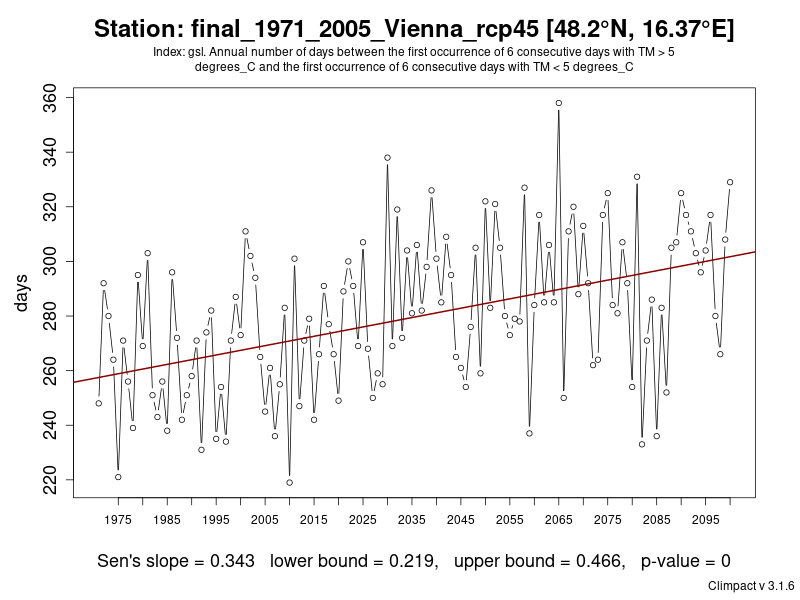 Station: final_1971_2005_Vienna_rcp45 [48.2°N, 16.37°E]
Index: gsl. Annual number of days between the first occurrence of 6 consecutive days with TM > 5
degrees_C and the first occurrence of 6 consecutive days with TM < 5 degrees_C
360
340
320
300
280
260
240
220
days
1975 1985 1995 2005 2015 2025 2035 2045 2055 2065 2075 2085 2095
Sen's slope = 0.343 lower bound = 0.219, upper bound = 0.466, p-value = 0
Climpact v 3.1.6